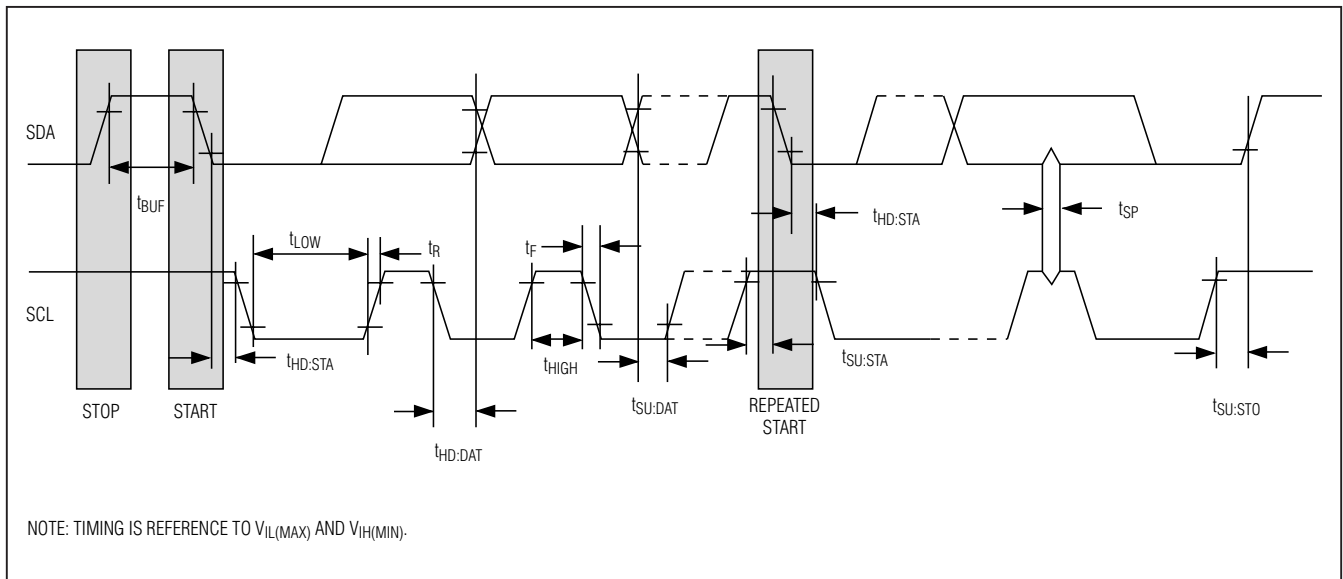 SDA
tBUF
tLOW
tR
tF
tHD:STA
tSP
SCL
tHD:STA
tHIGH
tSU:STA
STOP
START
tSU:DAT
REPEATED
START
tSU:STO
tHD:DAT
NOTE: TIMING IS REFERENCE TO VIL(MAX) AND VIH(MIN).